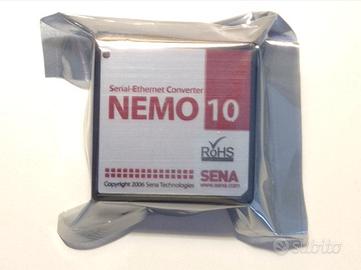 Serial-Ethernet Converter
NEMO 10
RoHS
SENA
Copyright 2006 Sena Technologies
www.sena.com
subito